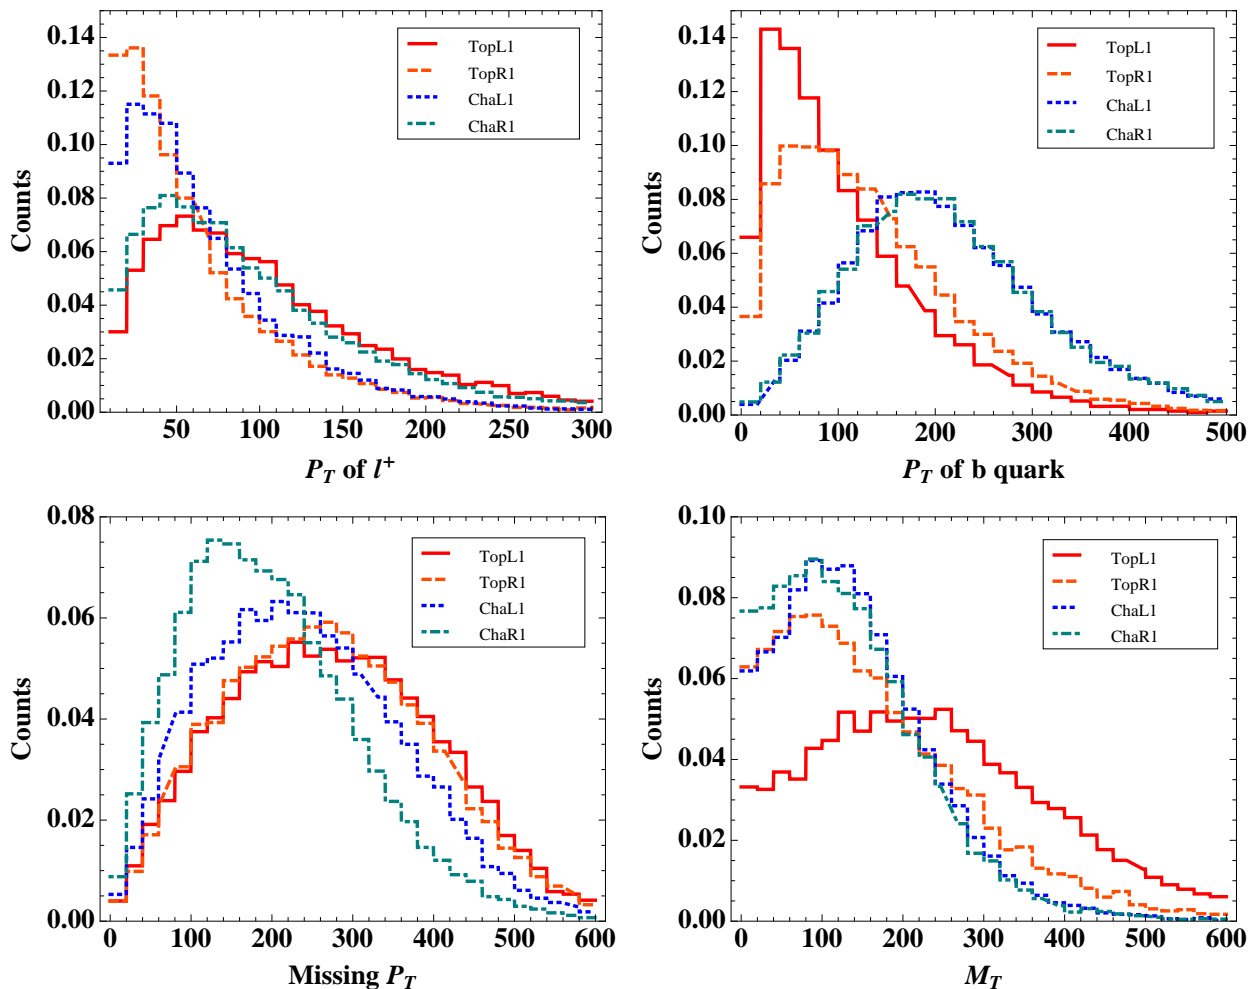 0.14
0.12
0.10
0.08
0.06
0.04
0.02
0.00
Counts
TopL1
TopR1
ChaL1
ChaR1
50 100 150 200 250 300
P_T of l^+
0.14
0.12
0.10
0.08
0.06
0.04
0.02
0.00
Counts
TopL1
TopR1
ChaL1
ChaR1
0 100 200 300 400 500
P_T of b quark
0.08
0.06
0.04
0.02
0.00
Counts
TopL1
TopR1
ChaL1
ChaR1
0 100 200 300 400 500 600
Missing P_T
0.10
0.08
0.06
0.04
0.02
0.00
Counts
TopL1
TopR1
ChaL1
ChaR1
0 100 200 300 400 500 600
M_T